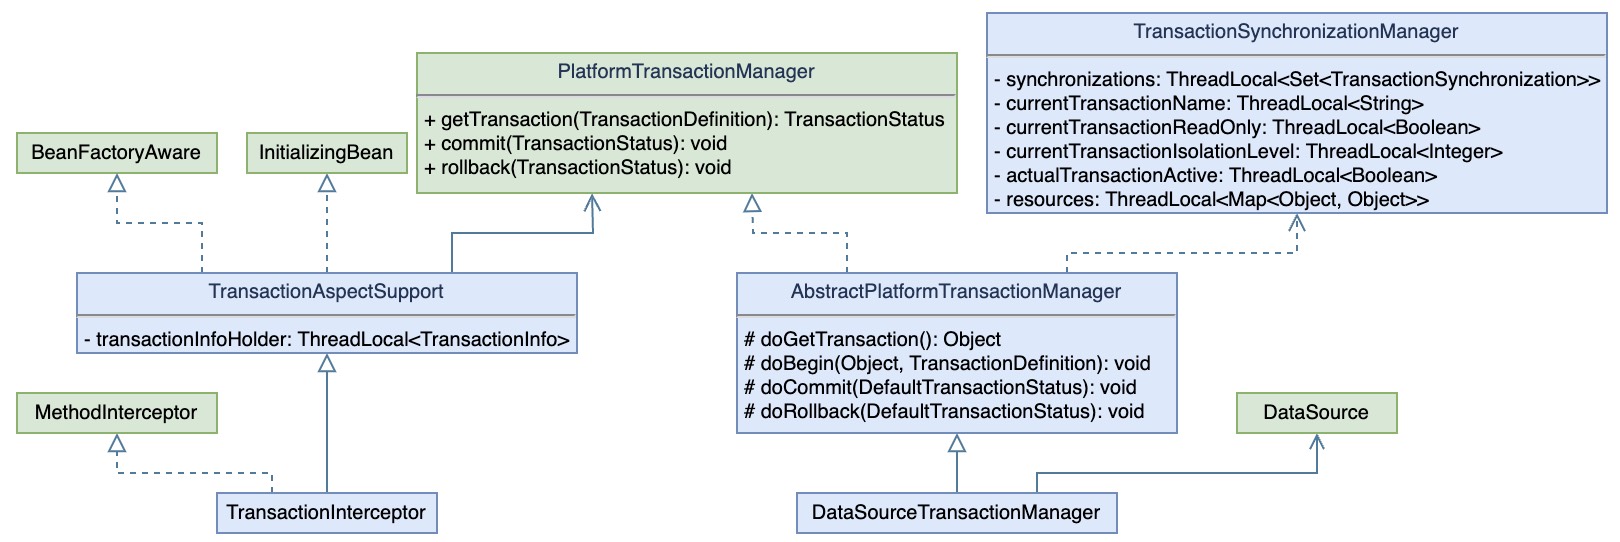 TransactionSynchronizationManager
- synchronizations: ThreadLocal<Set<TransactionSynchronization>>
- currentTransactionName: ThreadLocal<String>
- currentTransactionReadOnly: ThreadLocal<Boolean>
- currentTransactionIsolationLevel: ThreadLocal<Integer>
- actualTransactionActive: ThreadLocal<Boolean>
- resources: ThreadLocal<Map<Object, Object>>
PlatformTransactionManager
+ getTransaction(TransactionDefinition): TransactionStatus
+ commit(TransactionStatus): void
+ rollback(TransactionStatus): void
BeanFactoryAware
InitializingBean
TransactionAspectSupport
- transactionInfoHolder: ThreadLocal<TransactionInfo>
AbstractPlatformTransactionManager
# doGetTransaction(): Object
# doBegin(Object, TransactionDefinition): void
# doCommit(DefaultTransactionStatus): void
# doRollback(DefaultTransactionStatus): void
MethodInterceptor
DataSource
TransactionInterceptor
DataSourceTransactionManager